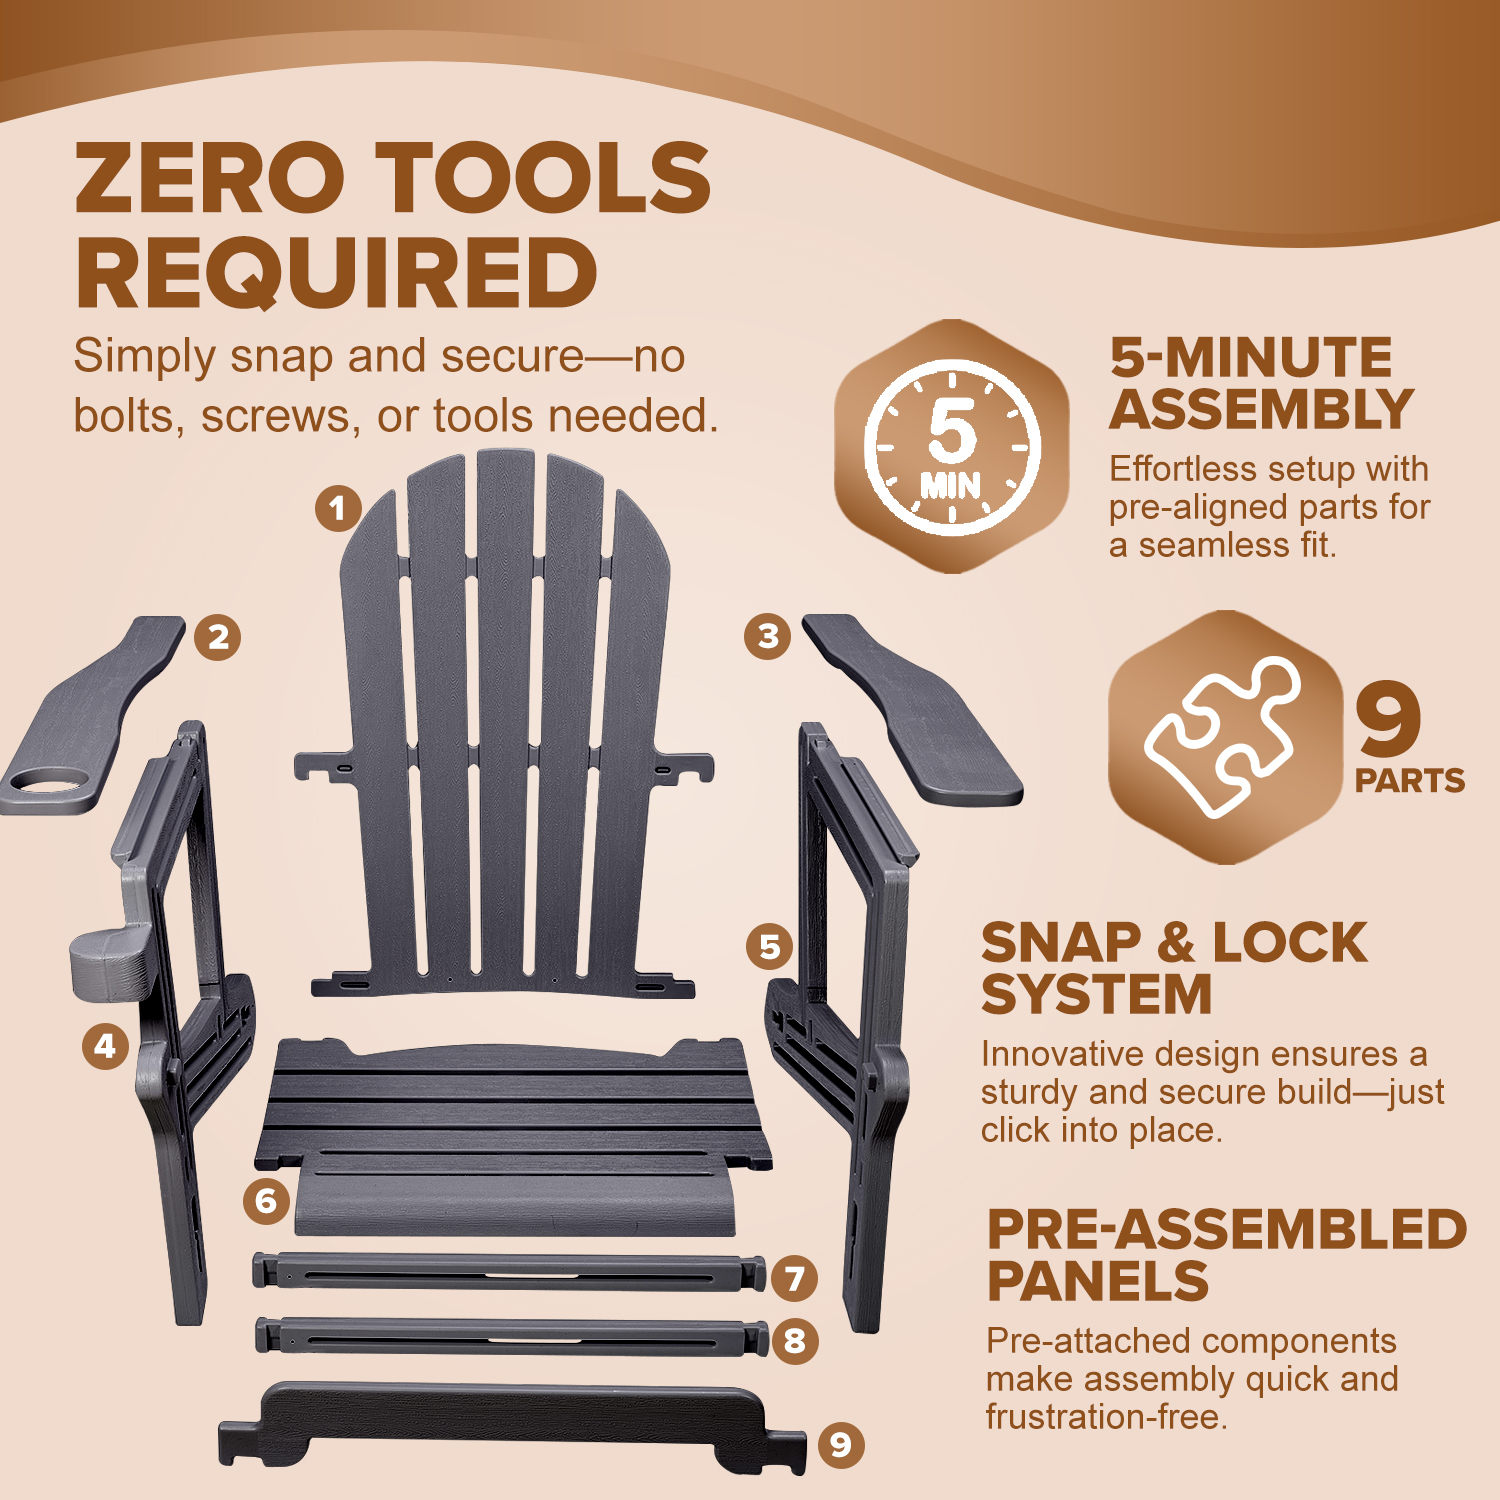 ZERO TOOLS
REQUIRED
Simply snap and secure—no
bolts, screws, or tools needed.
5
MIN
5-MINUTE
ASSEMBLY
Effortless setup with
pre-aligned parts for
a seamless fit.
1
2
3
9
PARTS
4
5
SNAP & LOCK
SYSTEM
Innovative design ensures a
sturdy and secure build—just
click into place.
6
7
8
9
PRE-ASSEMBLED
PANELS
Pre-attached components
make assembly quick and
frustration-free.